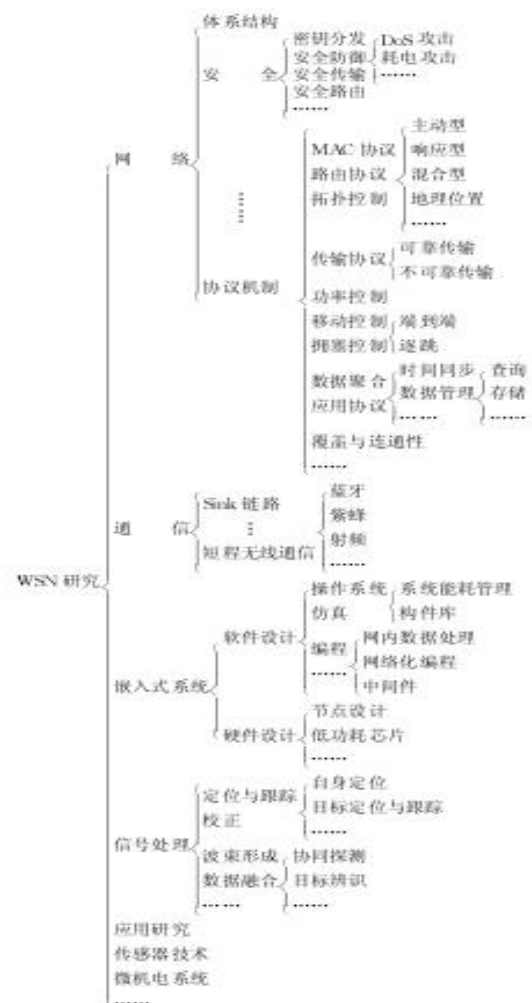 体系结构
密钥分发 DoS 攻击
安 全 安全防御 耗电攻击
安全传输 ……
安全路由
……
主动型
网 络 MAC 协议 响应型
路由协议 混合型
拓扑控制 地理位置
……
传输协议 可靠传输
不可靠传输
协议机制 功率控制
移动控制 端到端
拥塞控制 逐跳
数据聚合 时间同步 查询
数据管理 存储
应用协议 …… ……
覆盖与连通性
……
蓝牙
Sink 链路 紫蜂
通 信 ⋮ 射频
短程无线通信 ……
WSN 研究
操作系统 系统能耗管理
软件设计 仿真 构件库
编程 网内数据处理
…… 网络化编程
嵌入式系统 中间件
节点设计
硬件设计 低功耗芯片
……
定位与跟踪 自身定位
校正 目标定位与跟踪
信号处理 ……
波束形成 协同探测
数据融合 目标辨识
…… ……
应用研究
传感器技术
微机电系统
……